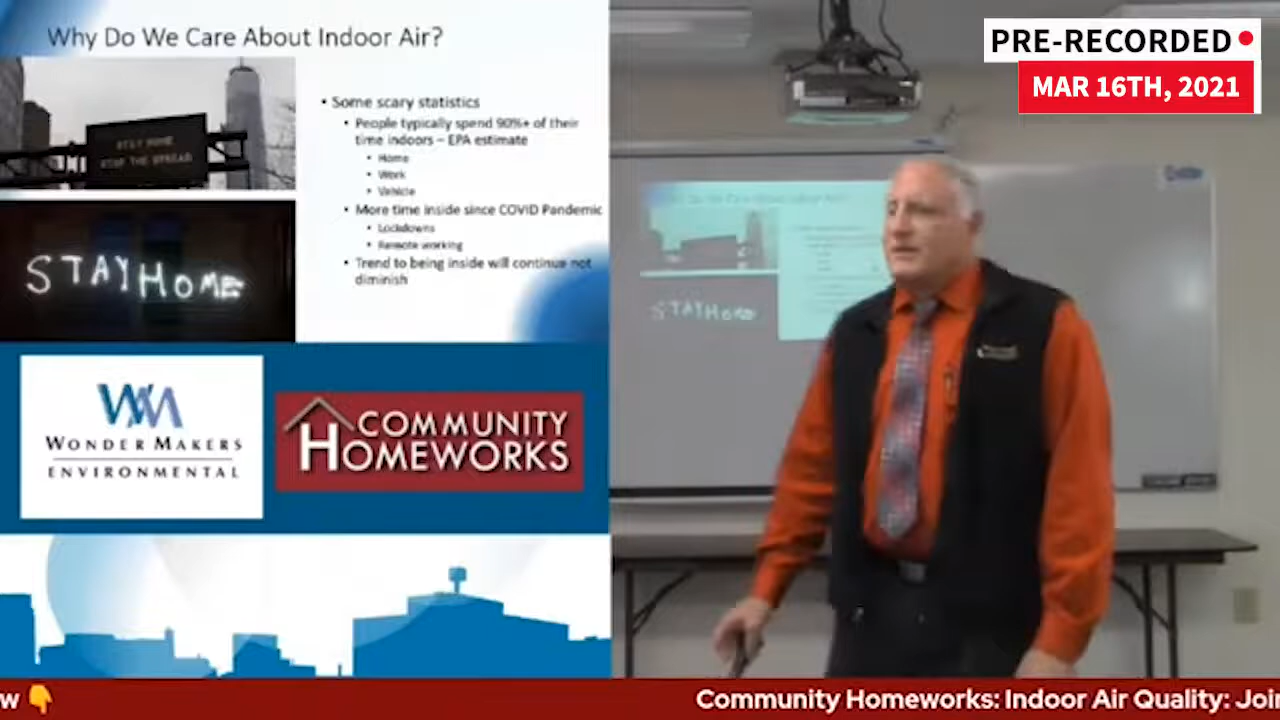 Why Do We Care About Indoor Air?
STAY HOME
STOP THE SPREAD
• Some scary statistics
• People typically spend 90%+ of their
time indoors – EPA estimate
• Home
• Work
• Vehicle
• More time inside since COVID Pandemic
• Lockdowns
• Remote working
• Trend to being inside will continue not
diminish
STAY HOME
WM
WONDER MAKERS
ENVIRONMENTAL
COMMUNITY
HOMEWORKS
PRE-RECORDED
MAR 16TH, 2021
STAY HOME
w 👇 Community Homeworks: Indoor Air Quality: Joi